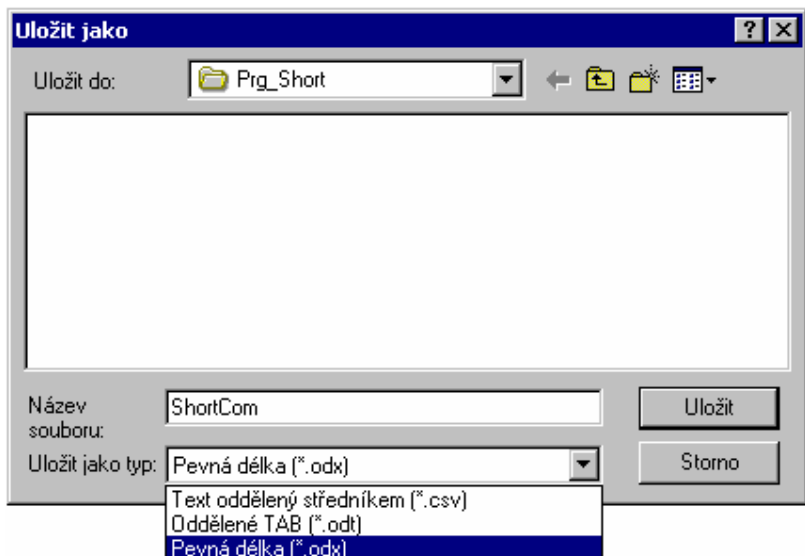 Uložit jako
Uložit do: Prg_Short
Název souboru: ShortCom
Uložit
Uložit jako typ: Pevná délka (*.odx)
Storno
Text oddělený středníkem (*.csv)
Oddělené TAB (*.odt)
Pevná délka (*.odx)